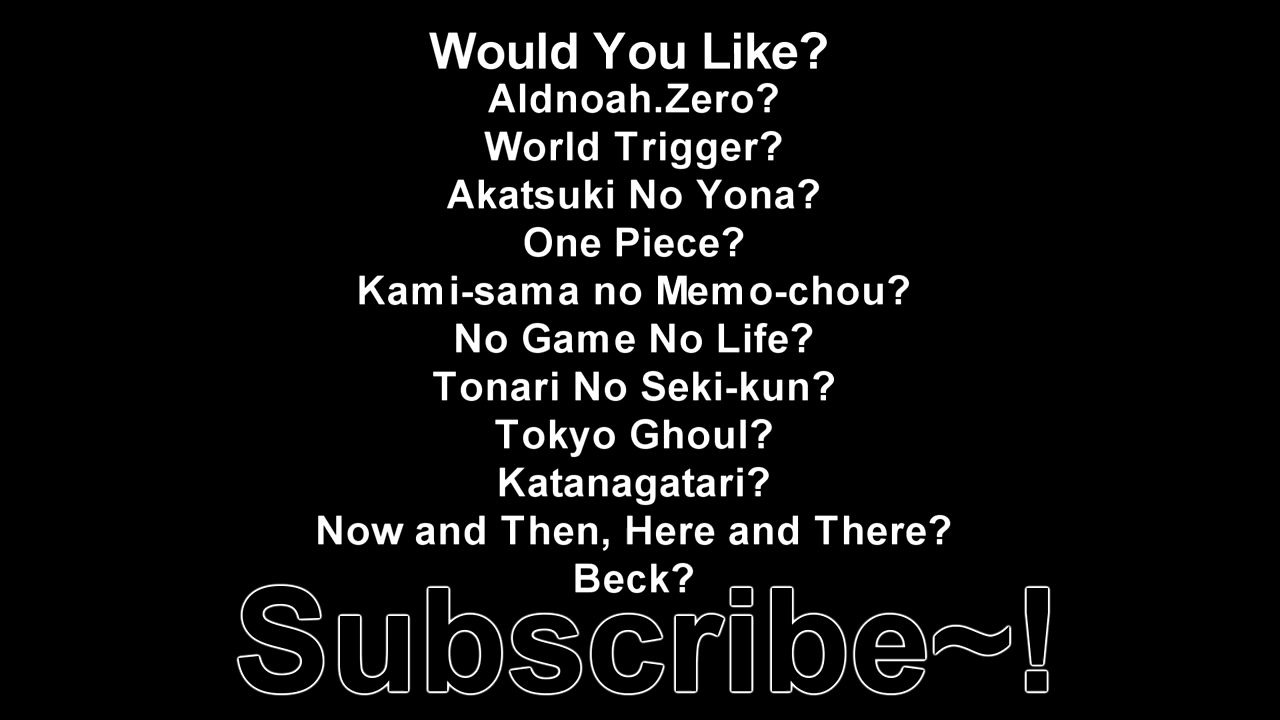 Would You Like?
Aldnoah.Zero?
World Trigger?
Akatsuki No Yona?
One Piece?
Kami-sama no Memo-chou?
No Game No Life?
Tonari No Seki-kun?
Tokyo Ghoul?
Katanagatari?
Now and Then, Here and There?
Beck?
Subscribe~!